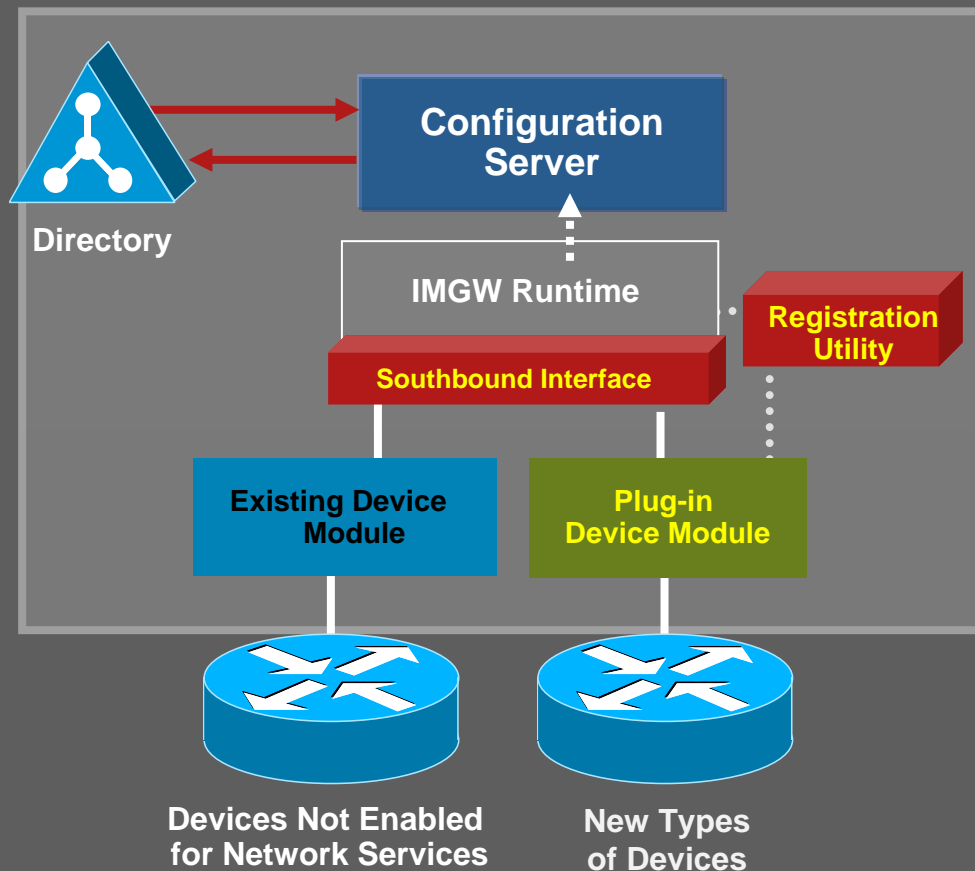 Configuration
Server
Directory
IMGW Runtime
Registration
Utility
Southbound Interface
Existing Device
Module
Plug-in
Device Module
Devices Not Enabled
for Network Services
New Types
of Devices